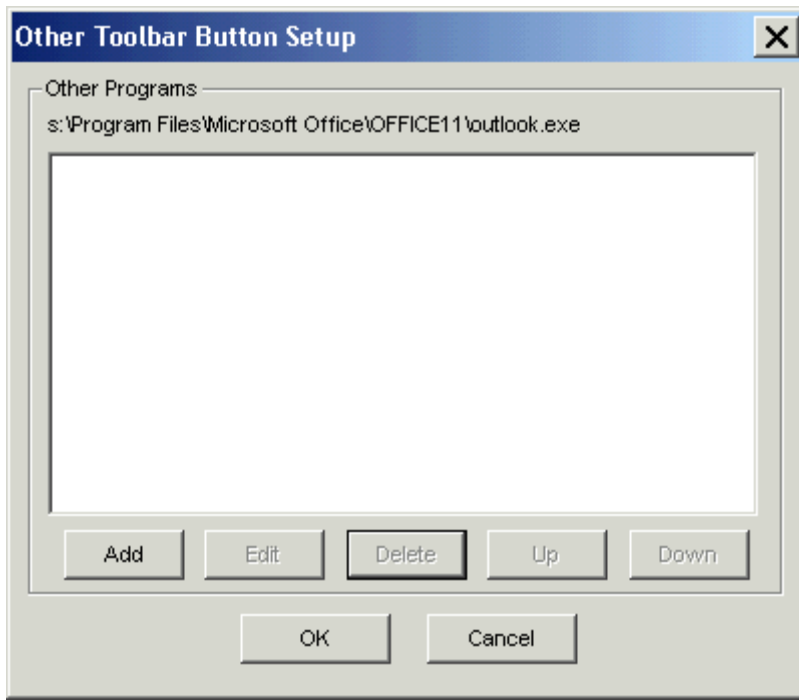 Other Toolbar Button Setup
Other Programs
s:\Program Files\Microsoft Office\OFFICE11\outlook.exe
Add Edit Delete Up Down
OK Cancel